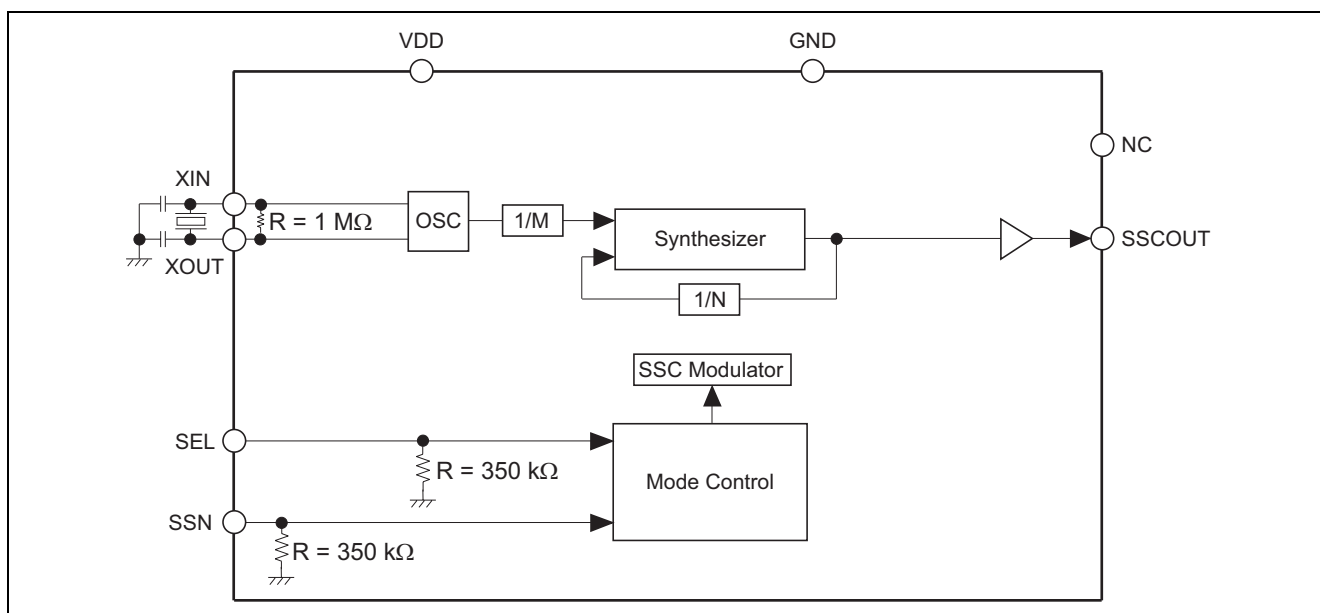 VDD
GND
NC
XIN
R = 1 MΩ
OSC
1/M
Synthesizer
SSCOUT
XOUT
1/N
SSC Modulator
SEL
R = 350 kΩ
Mode Control
SSN
R = 350 kΩ